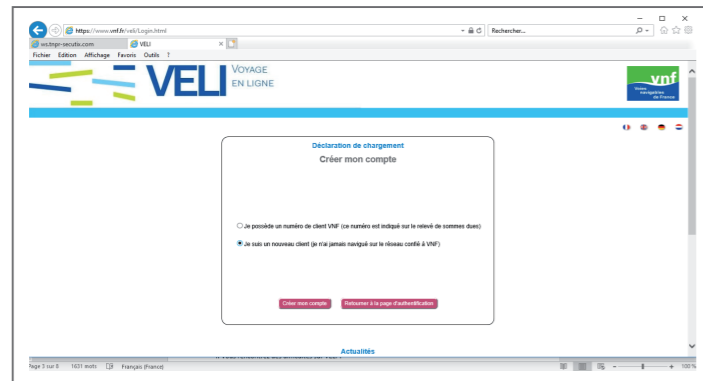 https://www.vnf.fr/veli/Login.html
Rechercher...
ws.tmpr-secutix.com
VELI
Fichier Edition Affichage Favoris Outils ?
VELI VOYAGE
EN LIGNE
vnf
Voies
navigables
de France
Déclaration de chargement
Créer mon compte
Je possède un numéro de client VNF (ce numéro est indiqué sur le relevé de sommes dues)
Je suis un nouveau client (je n'ai jamais navigué sur le réseau confié à VNF)
Créer mon compte
Retourner à la page d'authentification
Actualités
Page 3 sur 8 1631 mots Français (France)
100 %